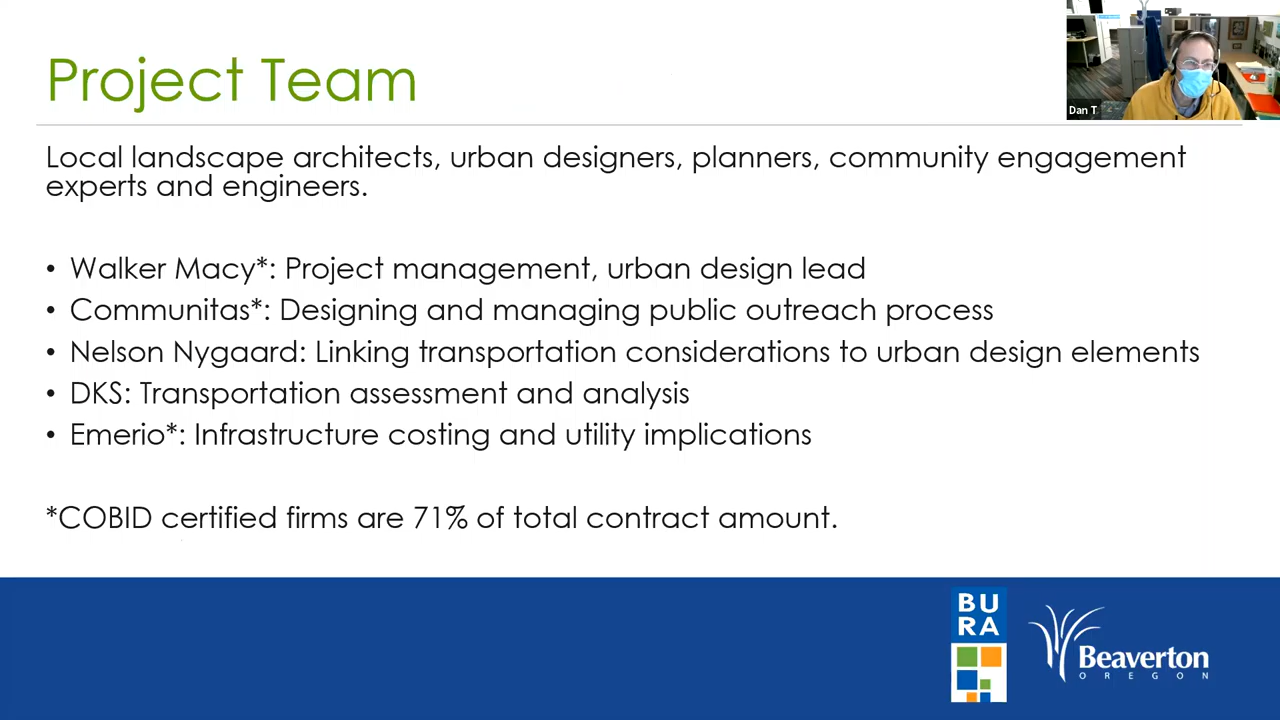 Project Team
Dan T
Local landscape architects, urban designers, planners, community engagement
experts and engineers.
• Walker Macy*: Project management, urban design lead
• Communitas*: Designing and managing public outreach process
• Nelson Nygaard: Linking transportation considerations to urban design elements
• DKS: Transportation assessment and analysis
• Emerio*: Infrastructure costing and utility implications
*COBID certified firms are 71% of total contract amount.
BU
RA
Beaverton
OREGON